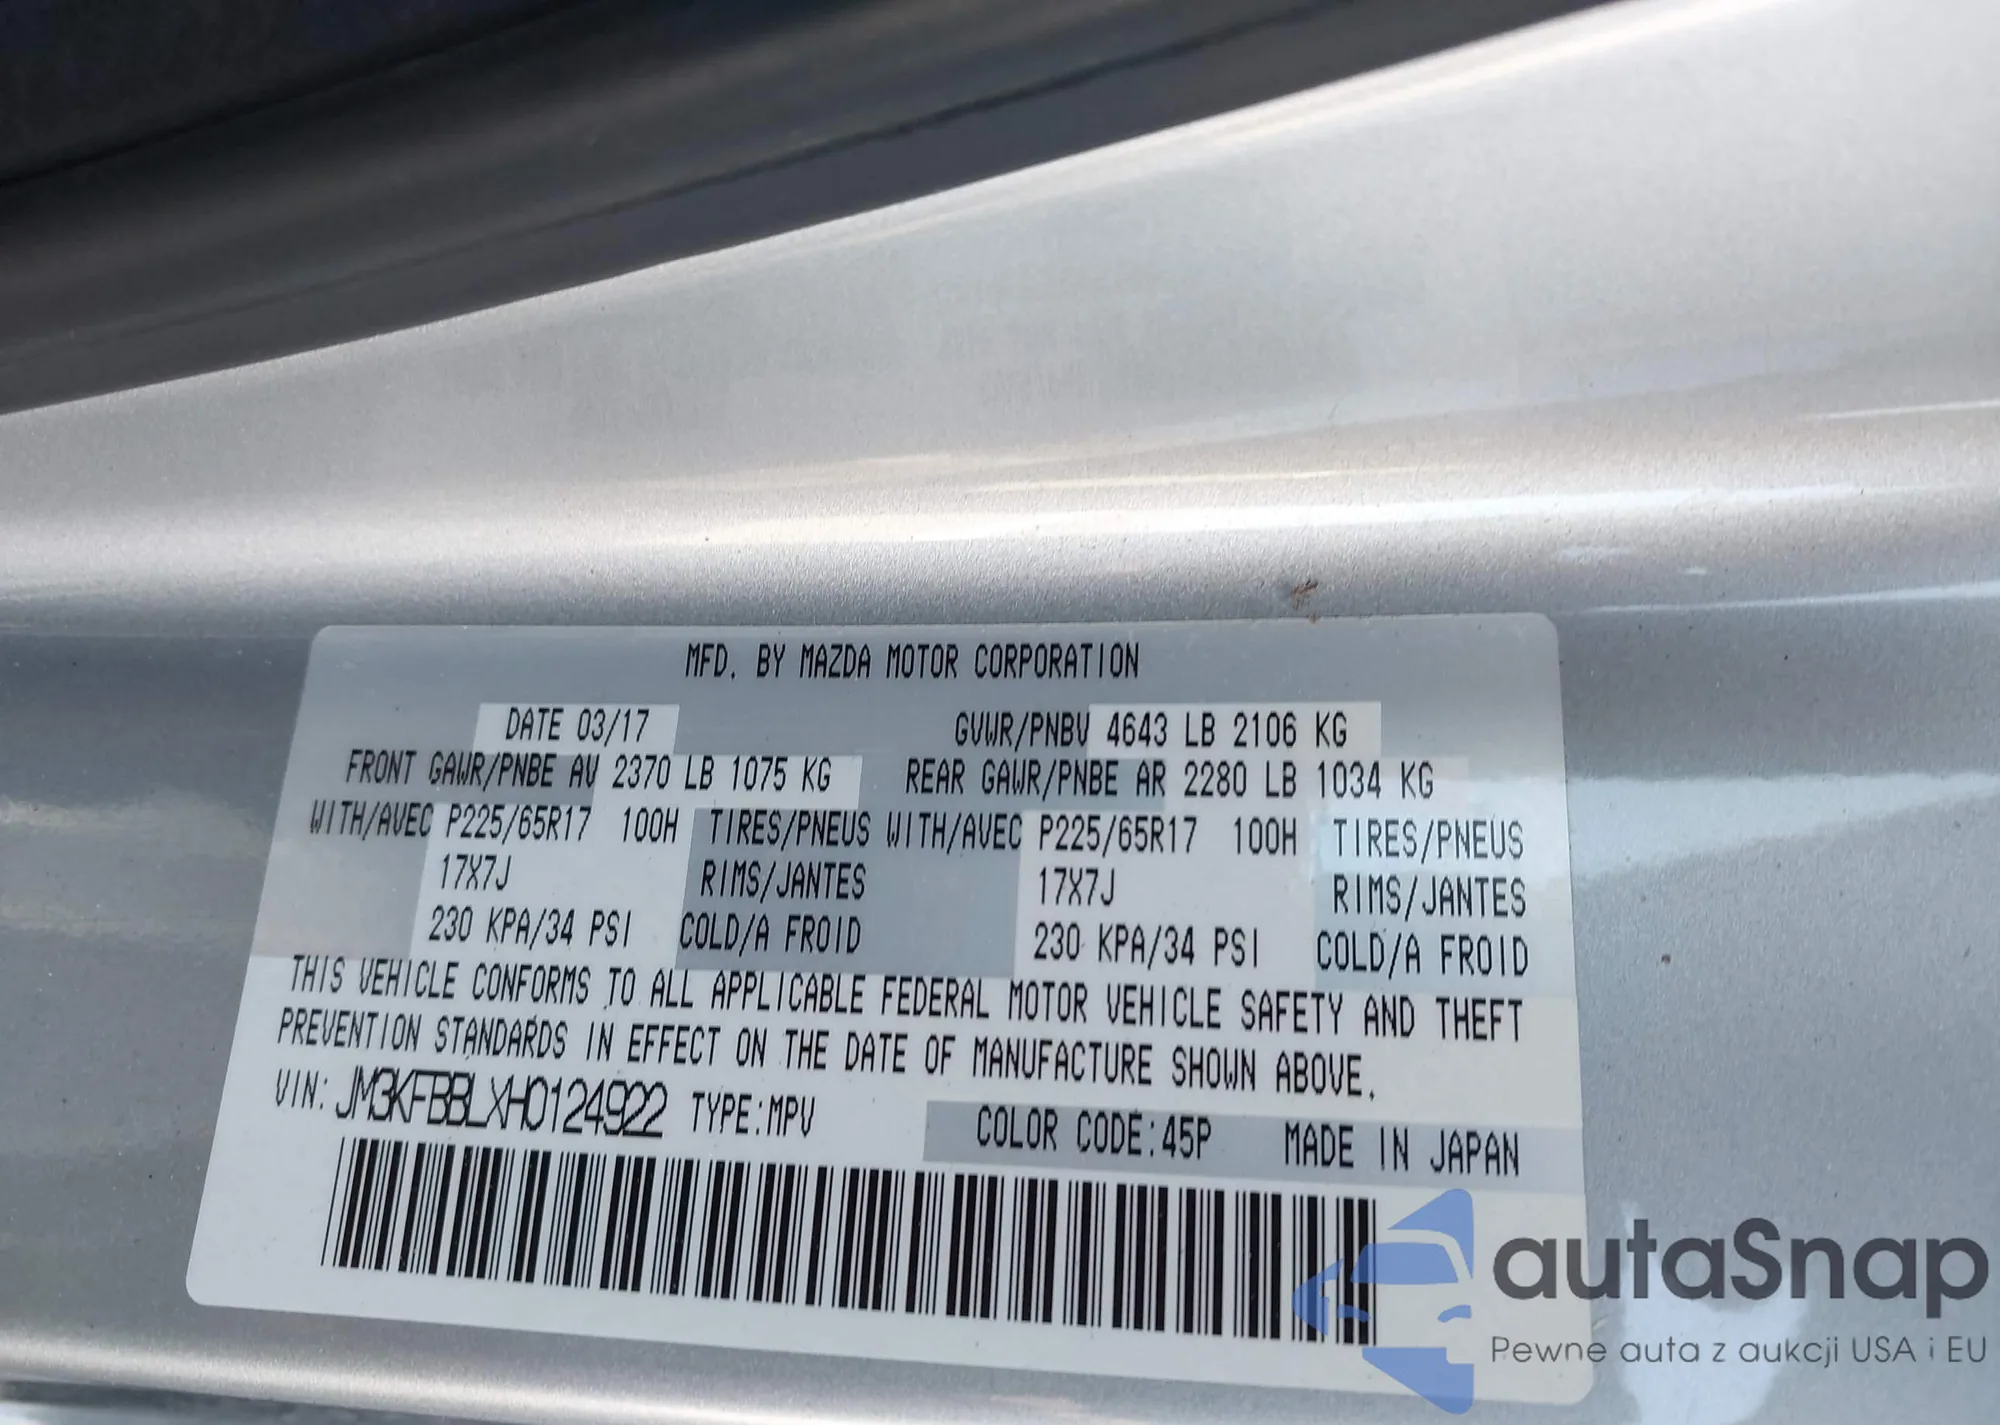 MFD. BY MAZDA MOTOR CORPORATION
DATE 03/17 GVWR/PNBV 4643 LB 2106 KG
FRONT GAWR/PNBE AV 2370 LB 1075 KG REAR GAWR/PNBE AR 2280 LB 1034 KG
WITH/AVEC P225/65R17 100H TIRES/PNEUS WITH/AVEC P225/65R17 100H TIRES/PNEUS
17X7J RIMS/JANTES 17X7J RIMS/JANTES
230 KPA/34 PSI COLD/A FROID 230 KPA/34 PSI COLD/A FROID
THIS VEHICLE CONFORMS TO ALL APPLICABLE FEDERAL MOTOR VEHICLE SAFETY AND THEFT
PREVENTION STANDARDS IN EFFECT ON THE DATE OF MANUFACTURE SHOWN ABOVE.
VIN: JM3KFBBLXH0124922 TYPE:MPV COLOR CODE:45P MADE IN JAPAN
autaSnap
Pewne auta z aukcji USA i EU